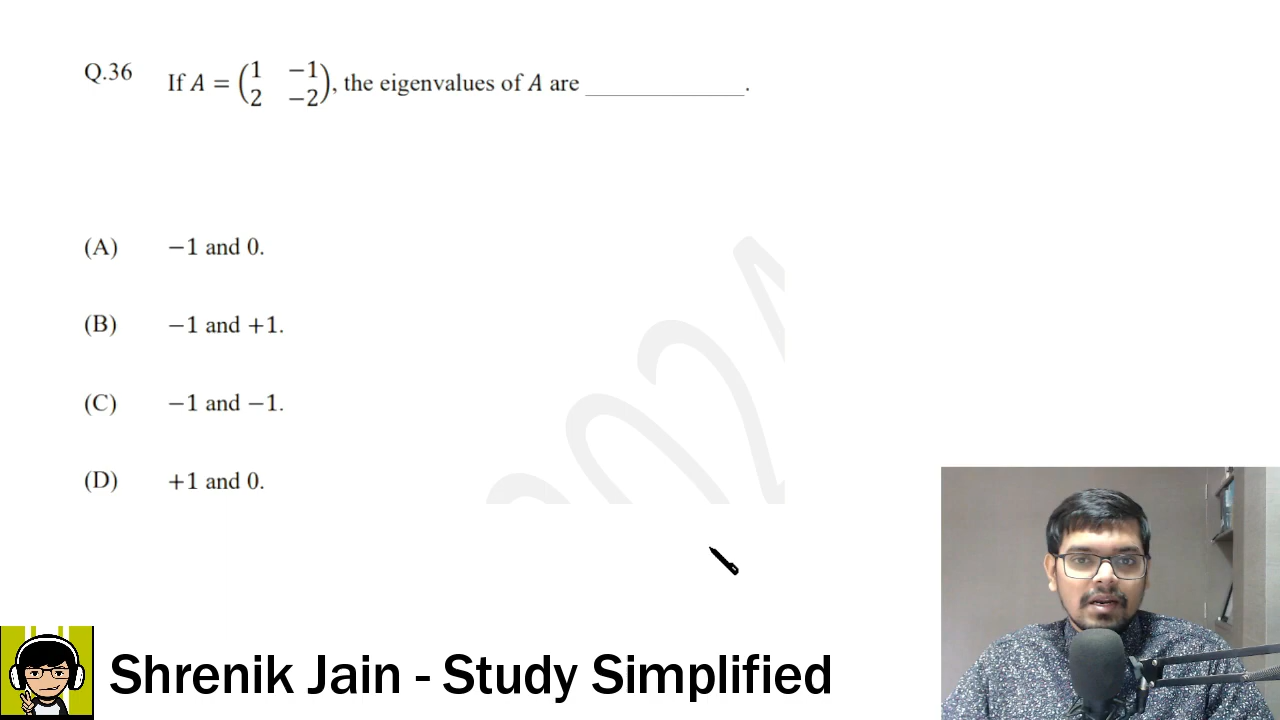 Q.36 If A = (1 −1
2 −2), the eigenvalues of A are ____________.
(A) −1 and 0.
(B) −1 and +1.
(C) −1 and −1.
(D) +1 and 0.
Shrenik Jain - Study Simplified